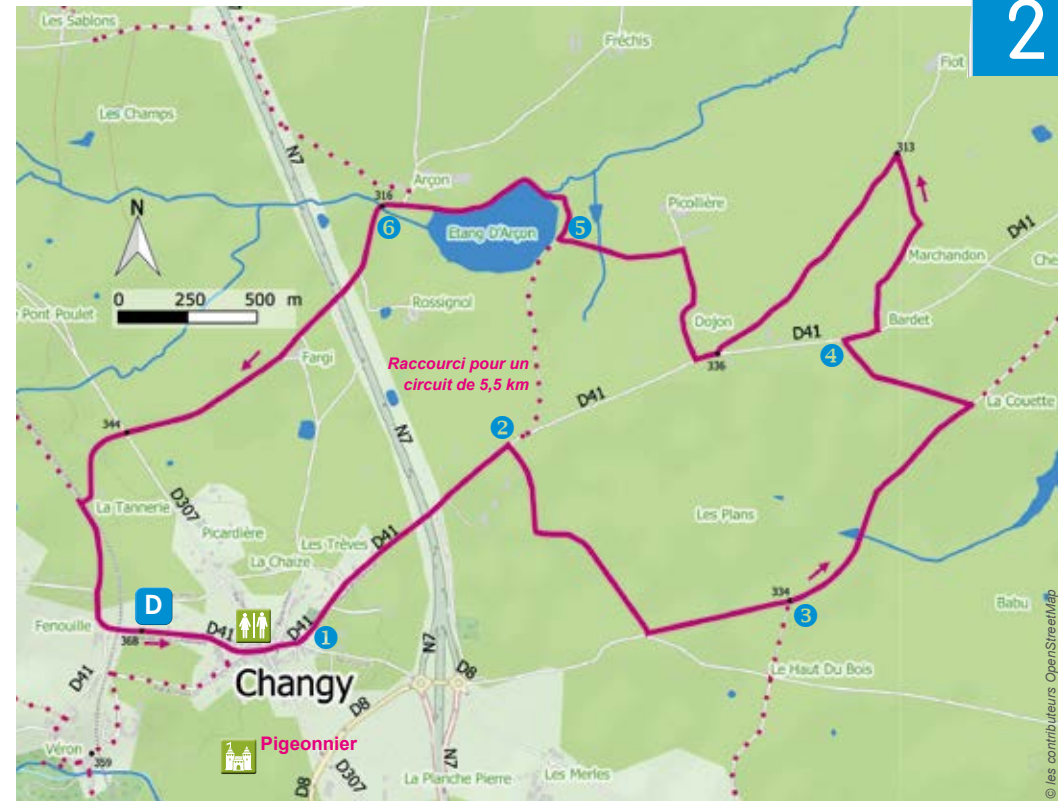 2
Les Sablons
Fréchis
Fiot
Les Champs
N7
313
Arçon
316
N
6
Etang D'Arçon
5
Picollière
D41
Marchandon
Che
0 250 500 m
Rossignol
Pont Poulet
Dojon
D41
Bardet
4
336
Fargi
Raccourci pour un
circuit de 5,5 km
D41
La Couette
344
2
N7
La Tannerie
D307
Les Plans
Picardière
Les Trèves
D41
La Chaize
334
3
Babu
D
Fenouille
368
D41
D41
1
N7
D8
Le Haut Du Bois
D41
Changy
D8
Véron
359
Pigeonnier
D307
D8
N7
La Planche Pierre
Les Merles
© les contributeurs OpenStreetMap